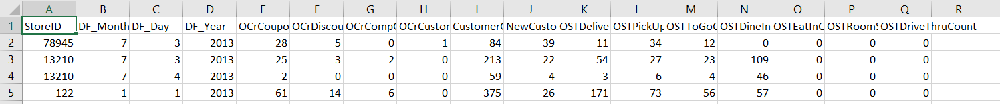 A B C D E F G H I J K L M N O P Q R
1 StoreID DF_Month DF_Day DF_Year OCrCoupo OCrDiscou OCrCompC OCrCustor CustomerC NewCusto OSTDeliver OSTPickUp OSTToGoC OSTDineIn OSTEatInC OSTRoomS OSTDriveThruCount
2 78945 7 3 2013 28 5 0 1 84 39 11 34 12 0 0 0 0
3 13210 7 3 2013 25 3 2 0 213 22 54 27 23 109 0 0 0
4 13210 7 4 2013 2 0 0 0 59 4 3 6 4 46 0 0 0
5 122 1 1 2013 61 14 6 0 375 26 171 73 56 57 0 0 0